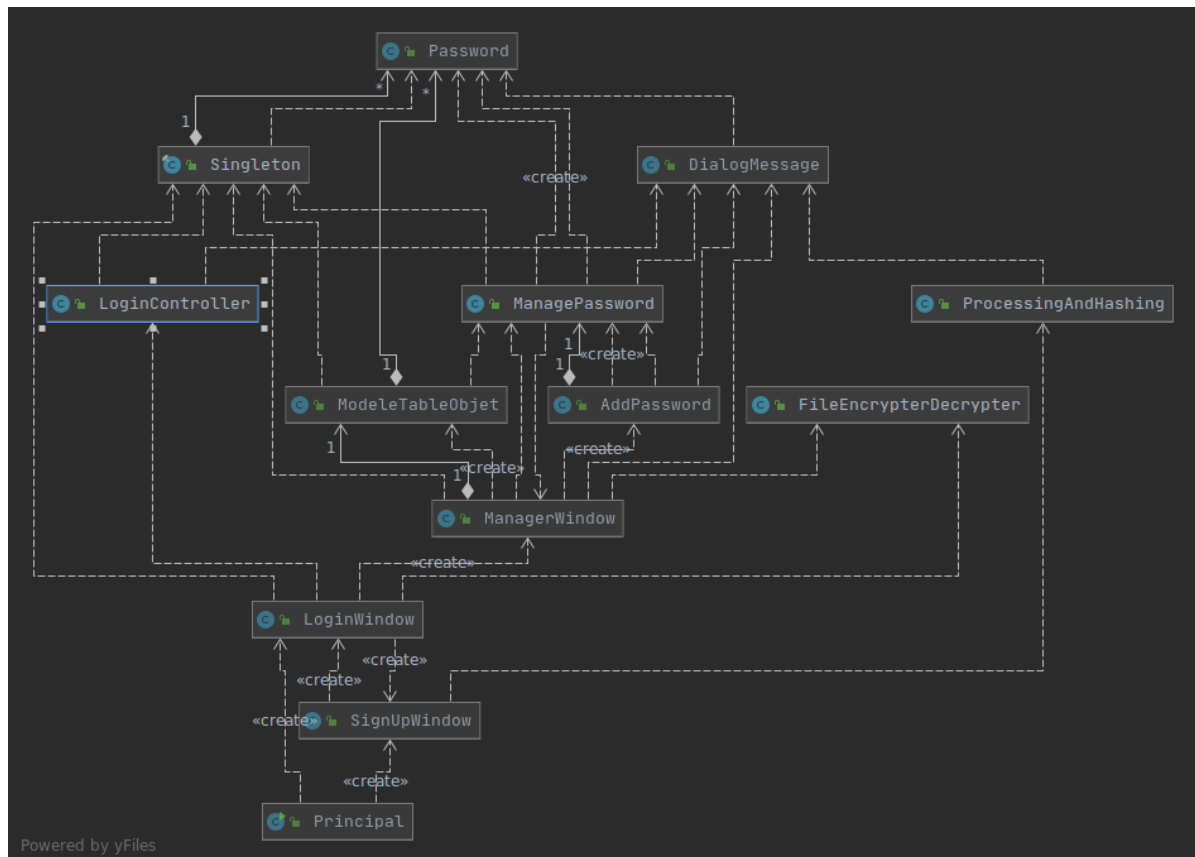 Password
*
*
1
Singleton
DialogMessage
«create»
LoginController
ManagePassword
ProcessingAndHashing
1
«create»
1
1
ModeleTableObjet
AddPassword
FileEncrypterDecrypter
1
«create»
«create»
1
ManagerWindow
«create»
LoginWindow
«create»
«create»
«create»
SignUpWindow
«create»
Principal
Powered by yFiles